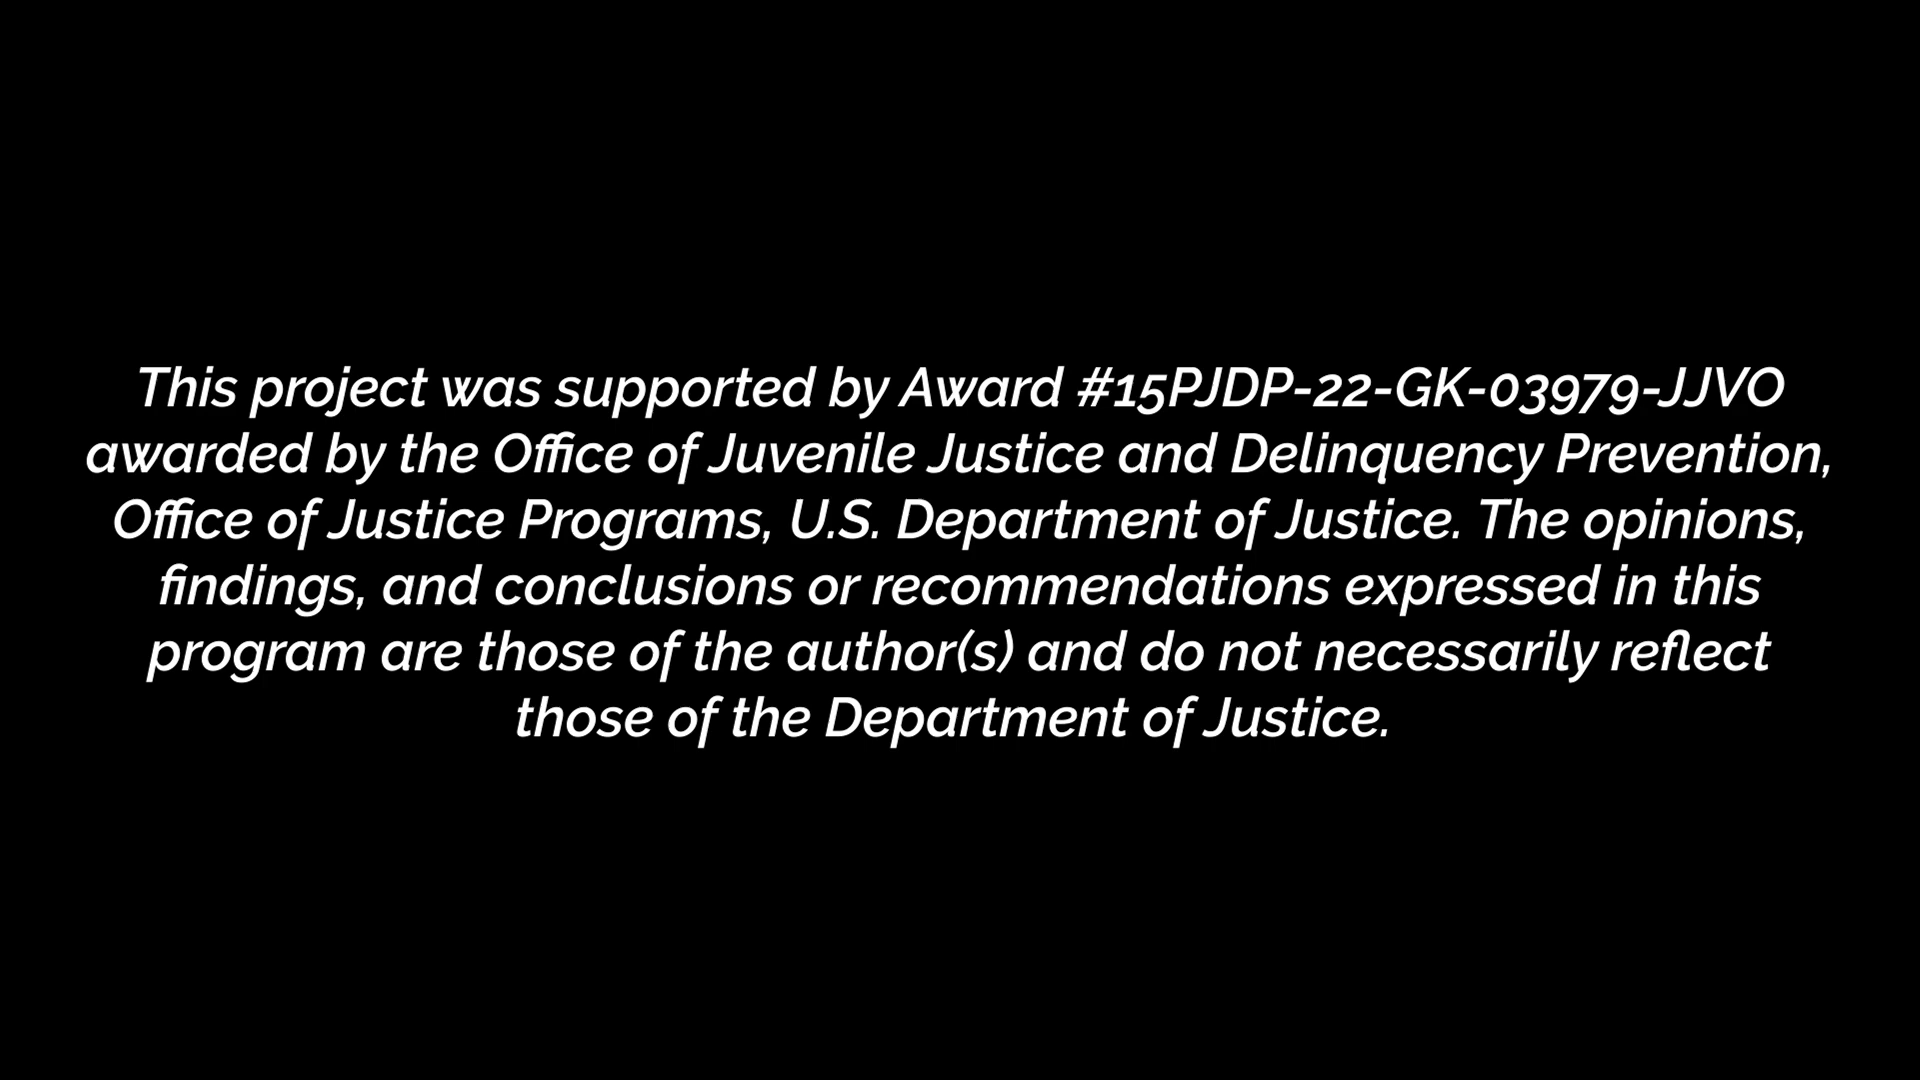 This project was supported by Award #15PJDP-22-GK-03979-JJVO
awarded by the Office of Juvenile Justice and Delinquency Prevention,
Office of Justice Programs, U.S. Department of Justice. The opinions,
findings, and conclusions or recommendations expressed in this
program are those of the author(s) and do not necessarily reflect
those of the Department of Justice.